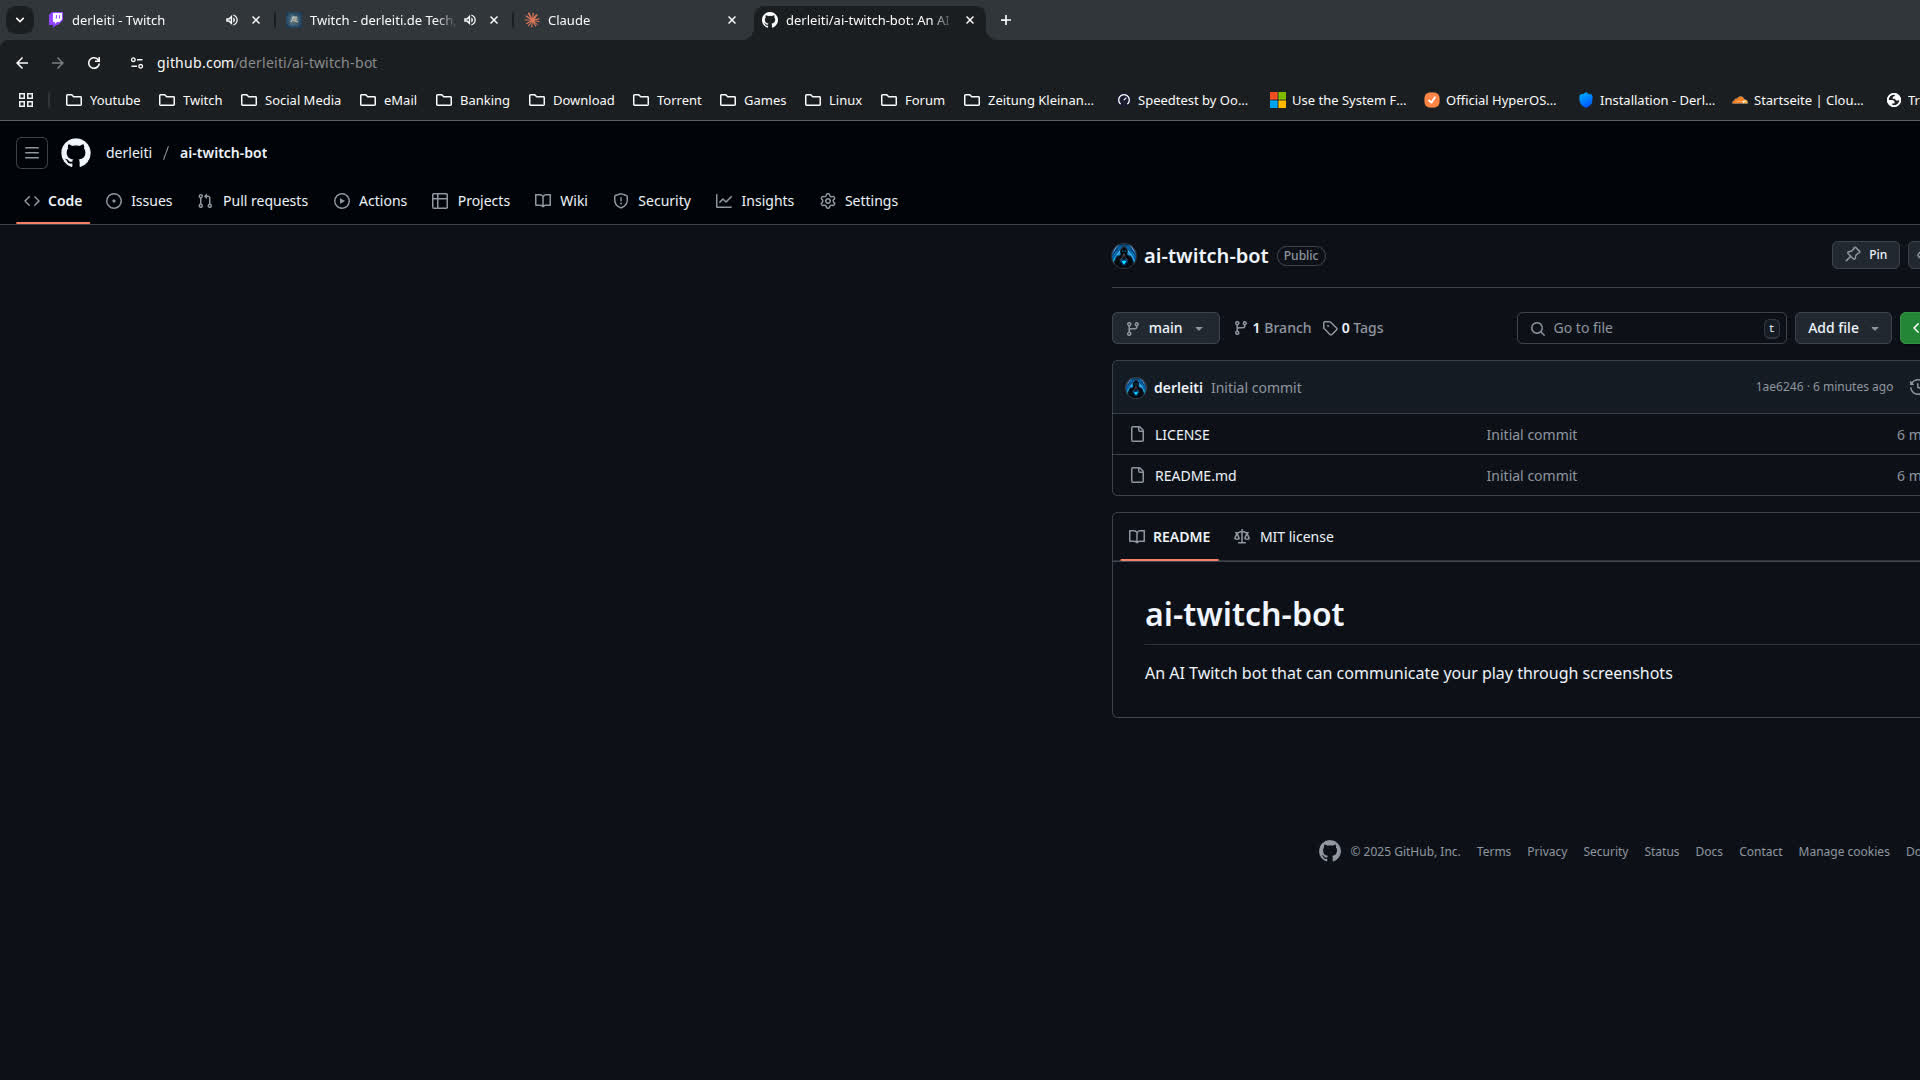 derleiti - Twitch
Twitch - derleiti.de Tech
Claude
derleiti/ai-twitch-bot: An AI
github.com/derleiti/ai-twitch-bot
Youtube Twitch Social Media eMail Banking Download Torrent Games Linux Forum Zeitung Kleinan... Speedtest by Oo... Use the System F... Official HyperOS... Installation - Derl... Startseite | Clou... Tr
derleiti / ai-twitch-bot
Code Issues Pull requests Actions Projects Wiki Security Insights Settings
ai-twitch-bot Public Pin
main 1 Branch 0 Tags Go to file t Add file
derleiti Initial commit 1ae6246 · 6 minutes ago
LICENSE Initial commit 6 m
README.md Initial commit 6 m
README MIT license
ai-twitch-bot
An AI Twitch bot that can communicate your play through screenshots
© 2025 GitHub, Inc. Terms Privacy Security Status Docs Contact Manage cookies Do